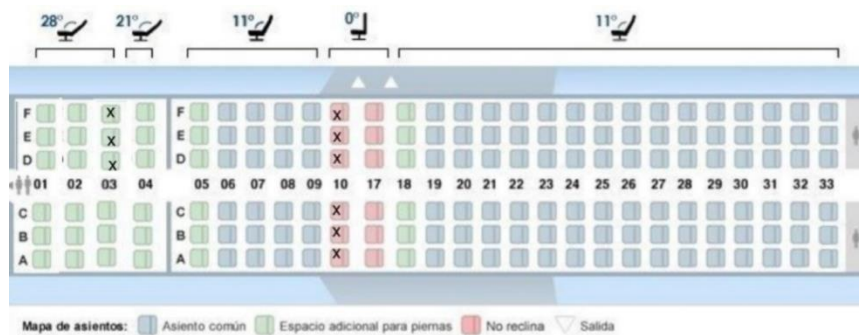 28° 21° 11° 0° 11°
F X F X
E X E X
D X D X
01 02 03 04 05 06 07 08 09 10 17 18 19 20 21 22 23 24 25 26 27 28 29 30 31 32 33
C C X
B B X
A A X
Mapa de asientos: Asiento común Espacio adicional para piernas No reclina Salida